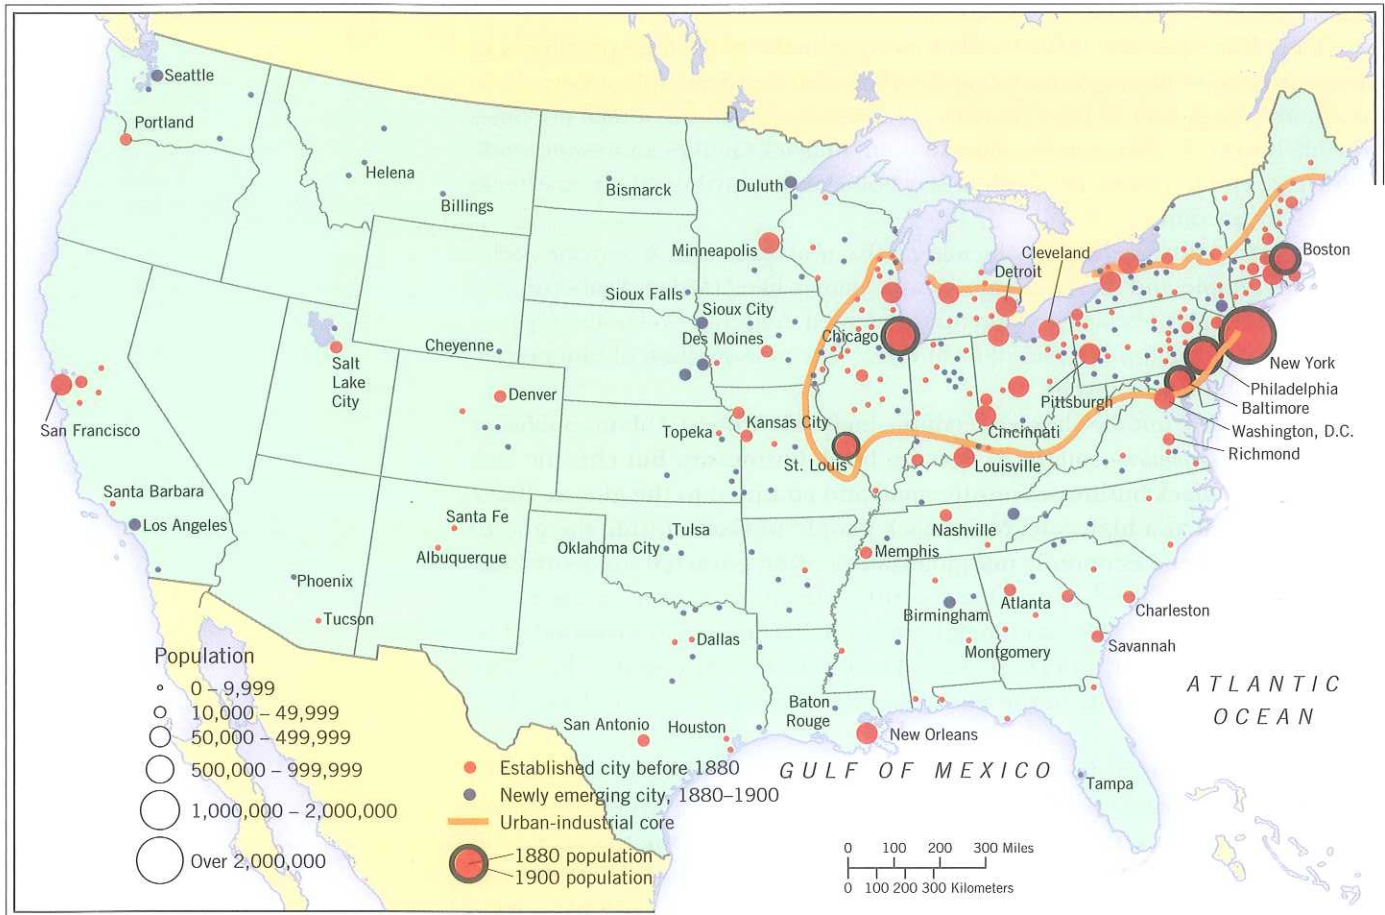 Seattle
Portland
Helena
Billings
Bismarck
Duluth
Minneapolis
Sioux Falls
Sioux City
Des Moines
Cheyenne
Salt
Lake
City
Denver
San Francisco
Santa Barbara
Los Angeles
Santa Fe
Albuquerque
Phoenix
Tucson
Topeka
Kansas City
St. Louis
Chicago
Cleveland
Detroit
Boston
New York
Philadelphia
Baltimore
Washington, D.C.
Richmond
Pittsburgh
Cincinnati
Louisville
Nashville
Memphis
Tulsa
Oklahoma City
Dallas
San Antonio
Houston
Baton
Rouge
New Orleans
Birmingham
Atlanta
Montgomery
Charleston
Savannah
Tampa
ATLANTIC
OCEAN
GULF OF MEXICO
Population
0 – 9,999
10,000 – 49,999
50,000 – 499,999
500,000 – 999,999
1,000,000 – 2,000,000
Over 2,000,000
Established city before 1880
Newly emerging city, 1880–1900
Urban-industrial core
1880 population
1900 population
0 100 200 300 Miles
0 100 200 300 Kilometers